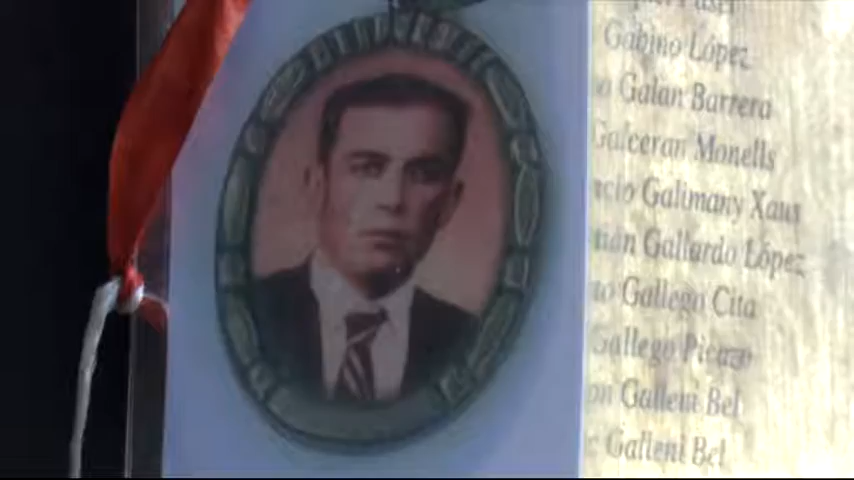 Gabino López
Galan Barrera
Galceran Monells
Galimany Xaus
Gallardo López
Gallego Cita
Gallego Picazo
Galleni Bel
Galleni Bel